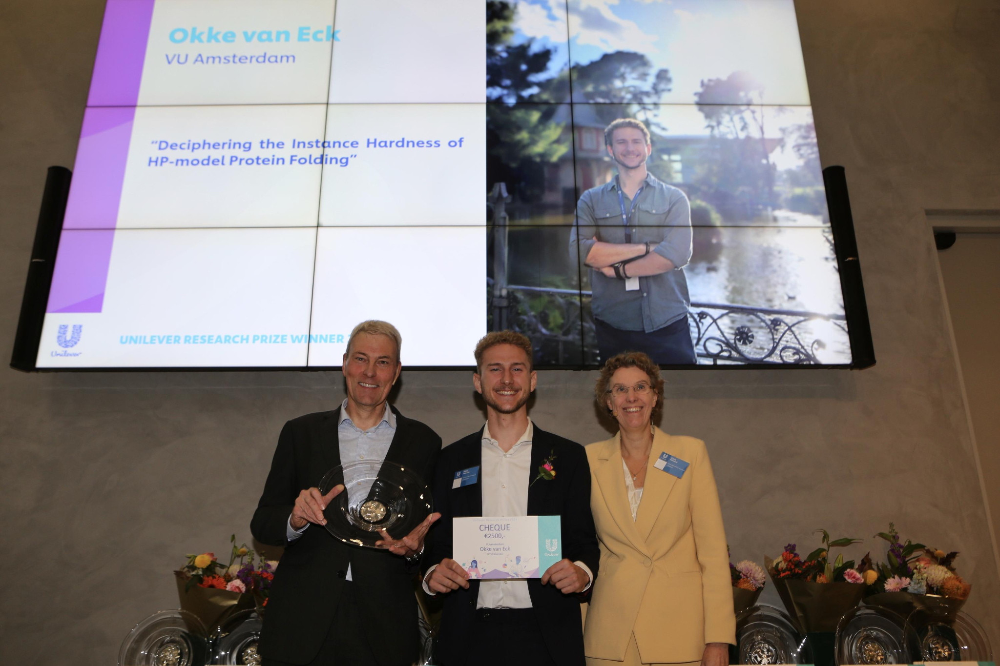 Okke van Eck
VU Amsterdam
“Deciphering the Instance Hardness of
HP-model Protein Folding”
Unilever
UNILEVER RESEARCH PRIZE WINNER
CHEQUE
€2500,-
VU Amsterdam
Okke van Eck
Unilever